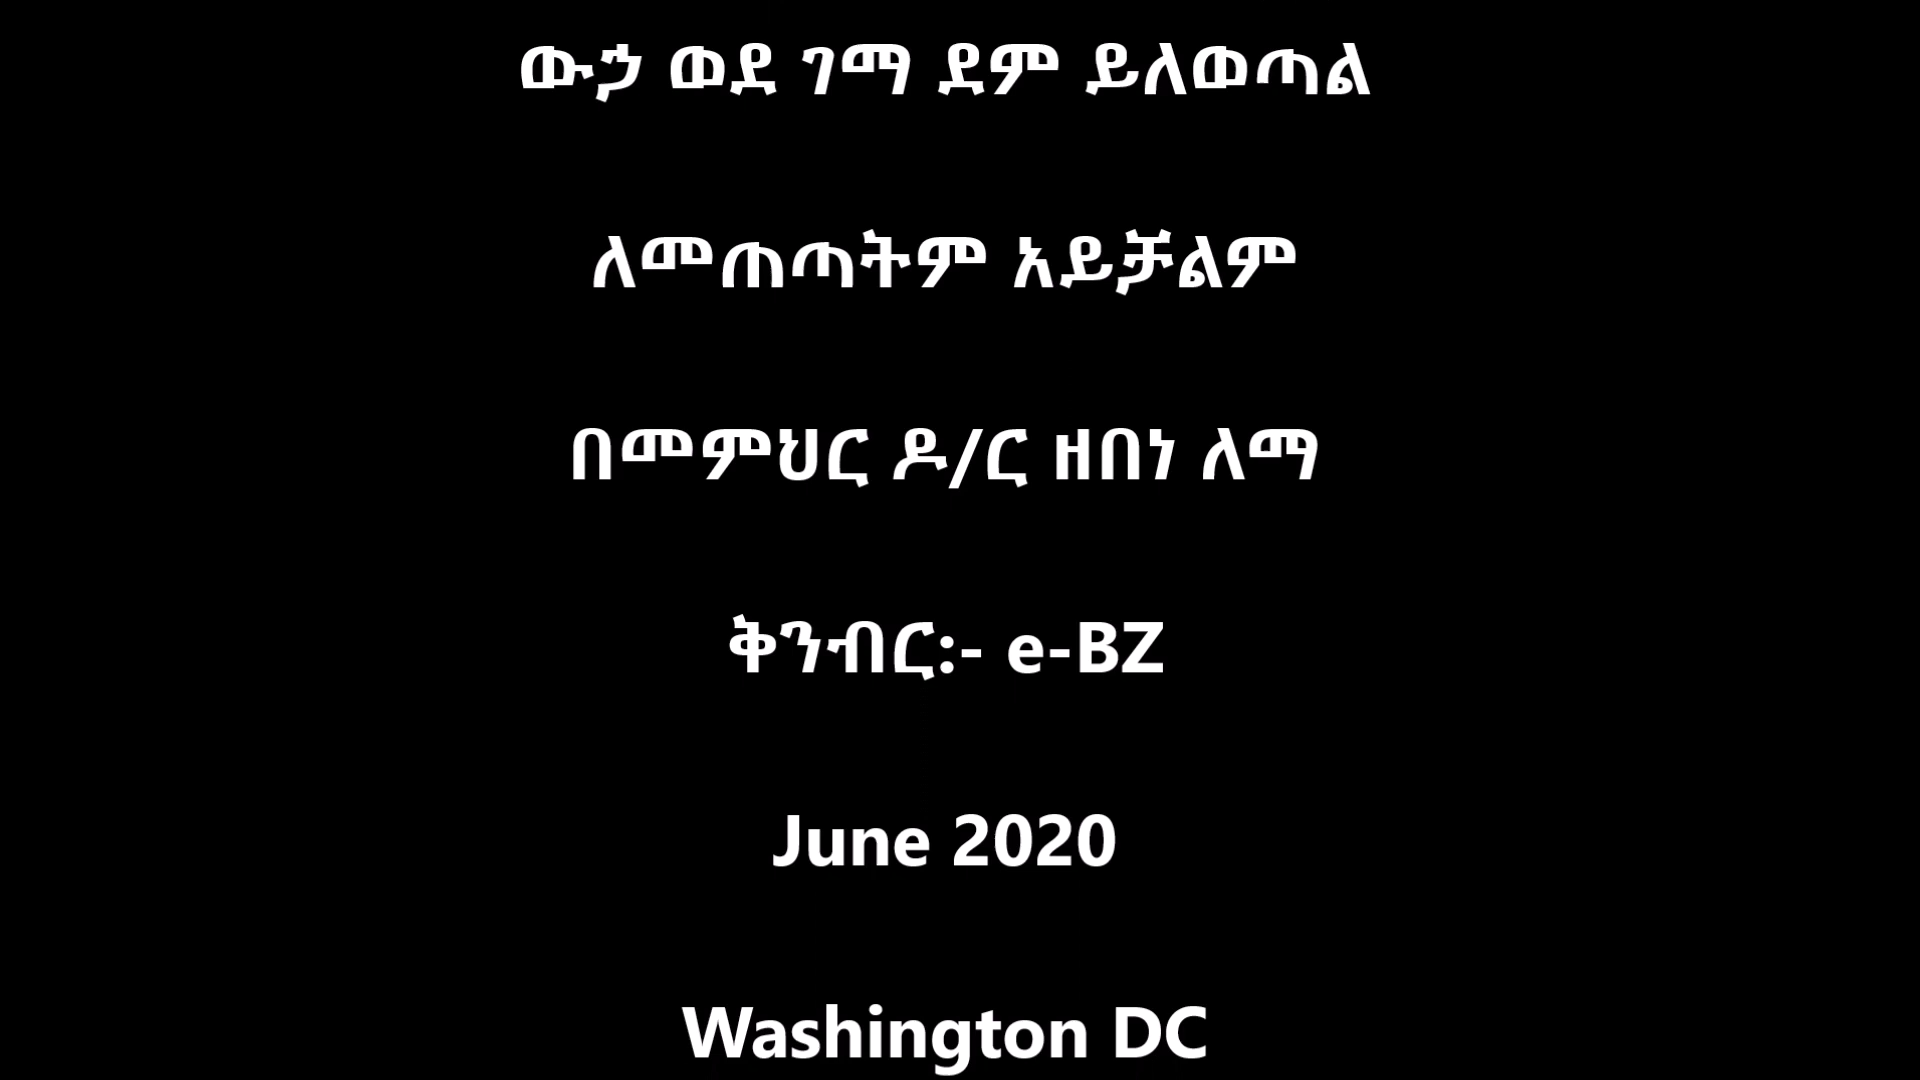 ውኃ ወደ ገማ ደም ይለወጣል
ለመጠጣትም አይቻልም
በመምህር ዶ/ር ዘበነ ለማ
ቅንብር፡- e-BZ
June 2020
Washington DC